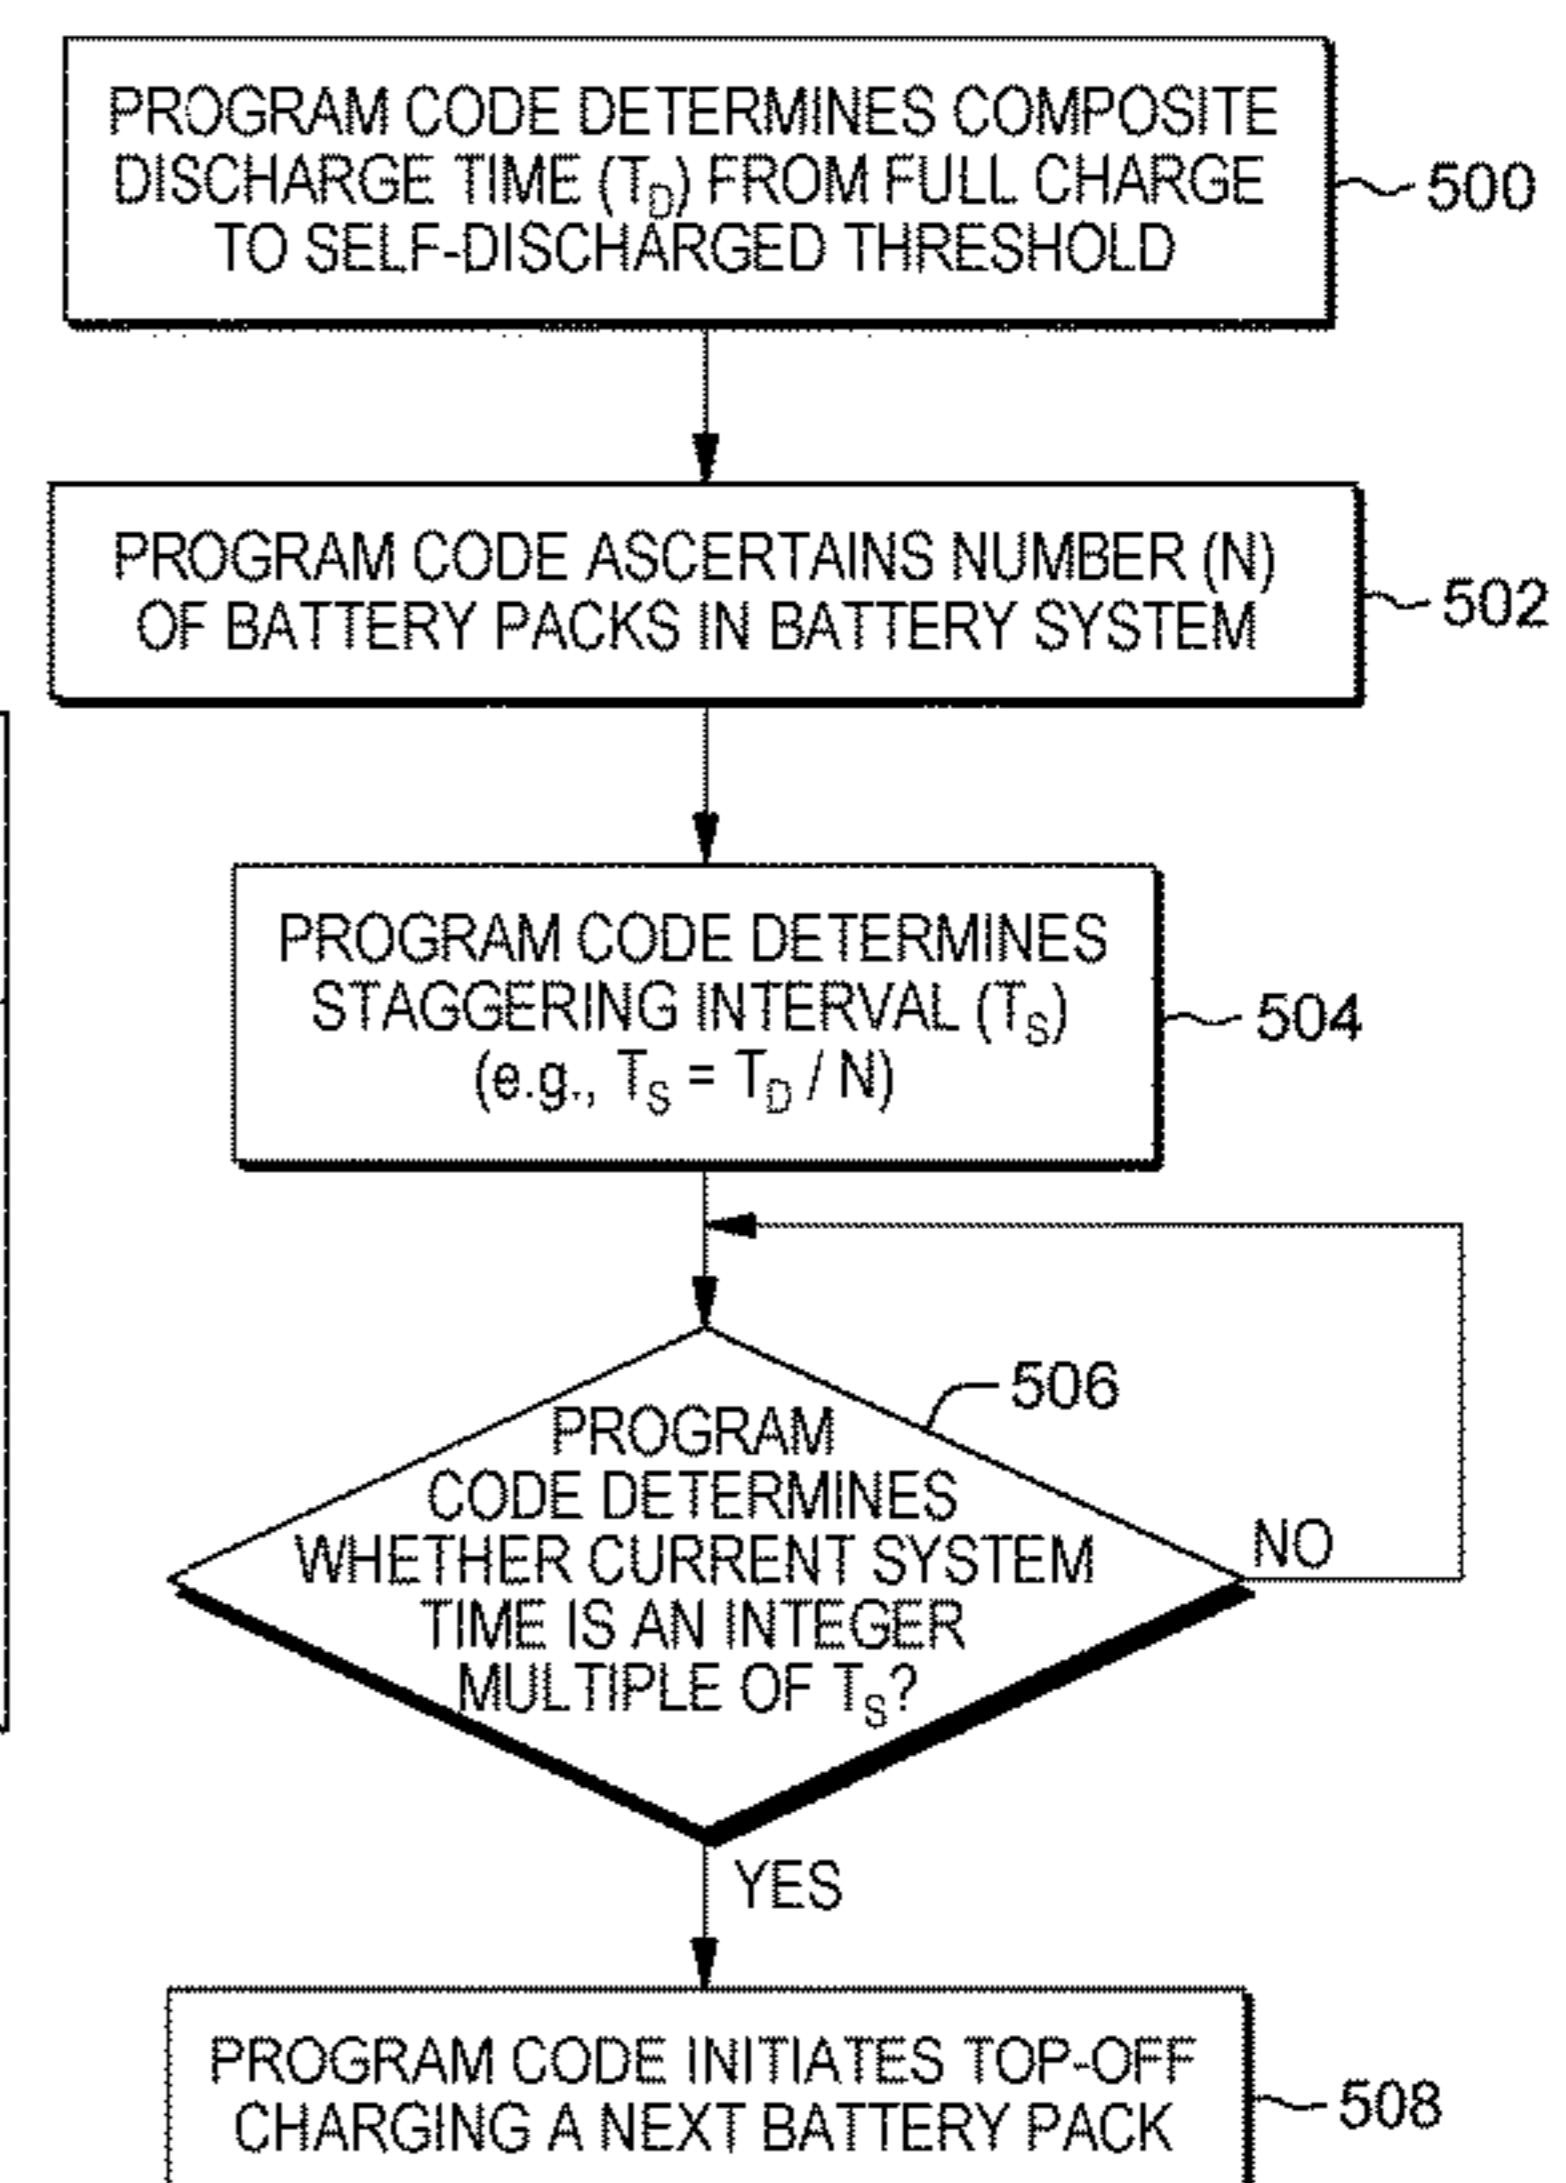 PROGRAM CODE DETERMINES COMPOSITE
DISCHARGE TIME (TD) FROM FULL CHARGE
TO SELF-DISCHARGED THRESHOLD
500
PROGRAM CODE ASCERTAINS NUMBER (N)
OF BATTERY PACKS IN BATTERY SYSTEM
502
PROGRAM CODE DETERMINES
STAGGERING INTERVAL (TS)
(e.g., TS = TD / N)
504
506
PROGRAM
CODE DETERMINES
WHETHER CURRENT SYSTEM
TIME IS AN INTEGER
MULTIPLE OF TS?
NO
YES
PROGRAM CODE INITIATES TOP-OFF
CHARGING A NEXT BATTERY PACK
508